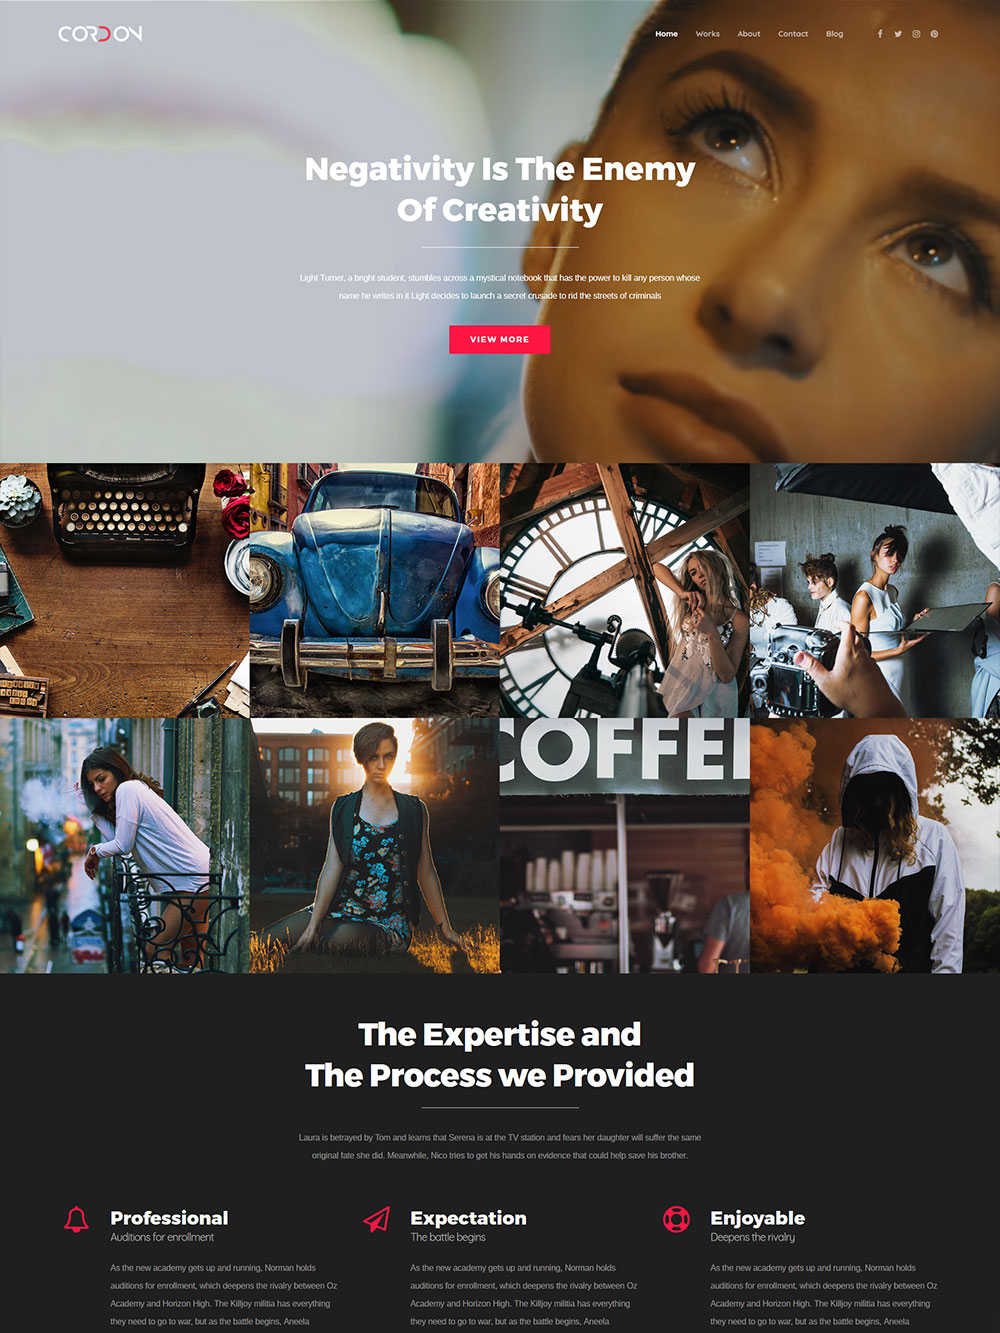 CORDON
Home Works About Contact Blog
Negativity Is The Enemy
Of Creativity
Light Turner, a bright student, stumbles across a mystical notebook that has the power to kill any person whose
name he writes in it Light decides to launch a secret crusade to rid the streets of criminals
VIEW MORE
COFFEE
The Expertise and
The Process we Provided
Laura is betrayed by Tom and learns that Serena is at the TV station and fears her daughter will suffer the same
original fate she did. Meanwhile, Nico tries to get his hands on evidence that could help save his brother.
Professional
Auditions for enrollment
As the new academy gets up and running, Norman holds
auditions for enrollment, which deepens the rivalry between Oz
Academy and Horizon High. The Killjoy militia has everything
they need to go to war, but as the battle begins, Aneela
Expectation
The battle begins
As the new academy gets up and running, Norman holds
auditions for enrollment, which deepens the rivalry between Oz
Academy and Horizon High. The Killjoy militia has everything
they need to go to war, but as the battle begins, Aneela
Enjoyable
Deepens the rivalry
As the new academy gets up and running, Norman holds
auditions for enrollment, which deepens the rivalry between Oz
Academy and Horizon High. The Killjoy militia has everything
they need to go to war, but as the battle begins, Aneela